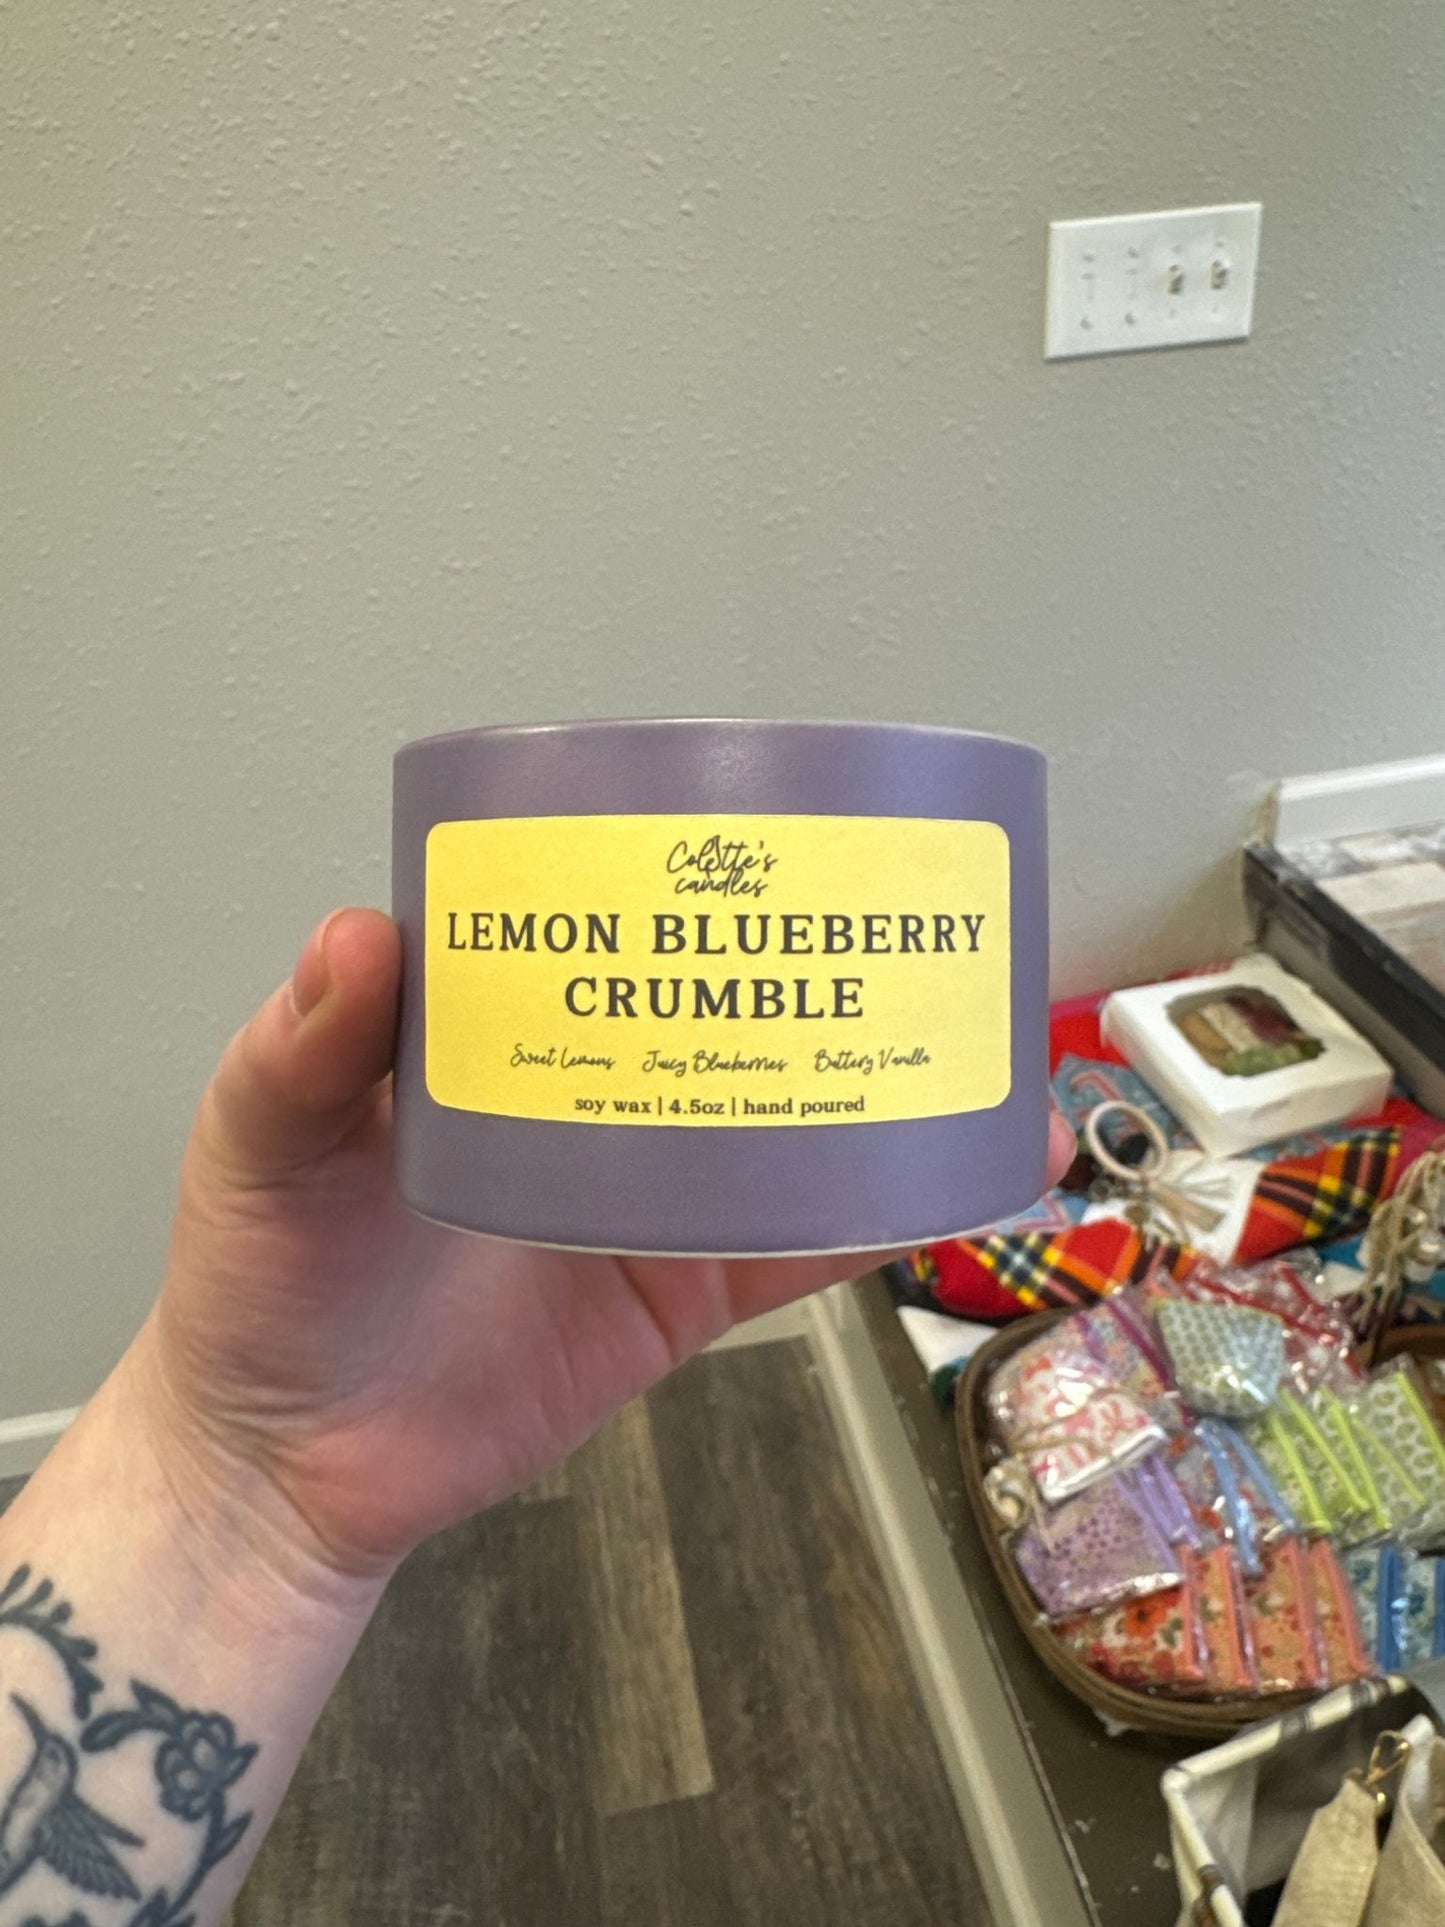 Colette's
candles
LEMON BLUEBERRY
CRUMBLE
Sweet Lemons Juicy Blueberries Buttery Vanilla
soy wax | 4.5oz | hand poured